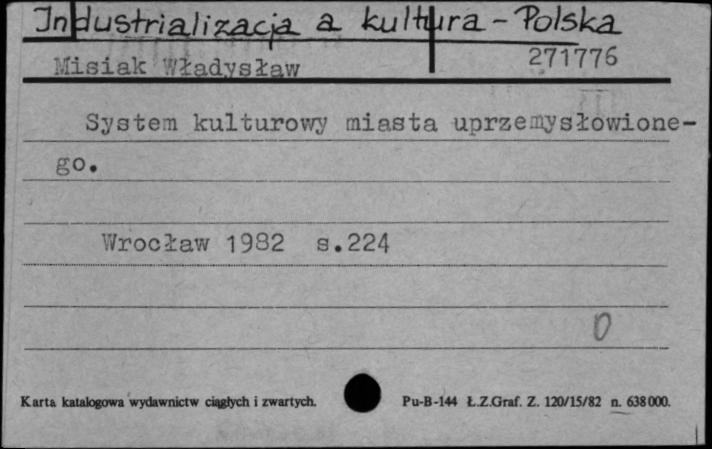 Industrializacja a kultura - Polska
Misiak Władysław 271776
System kulturowy miasta uprzemysłowione-
go.
Wrocław 1982 s.224
0
Karta katalogowa wydawnictw ciągłych i zwartych. Pu-B-144 Ł.Z.Graf. Z. 120/15/82 n. 638000.